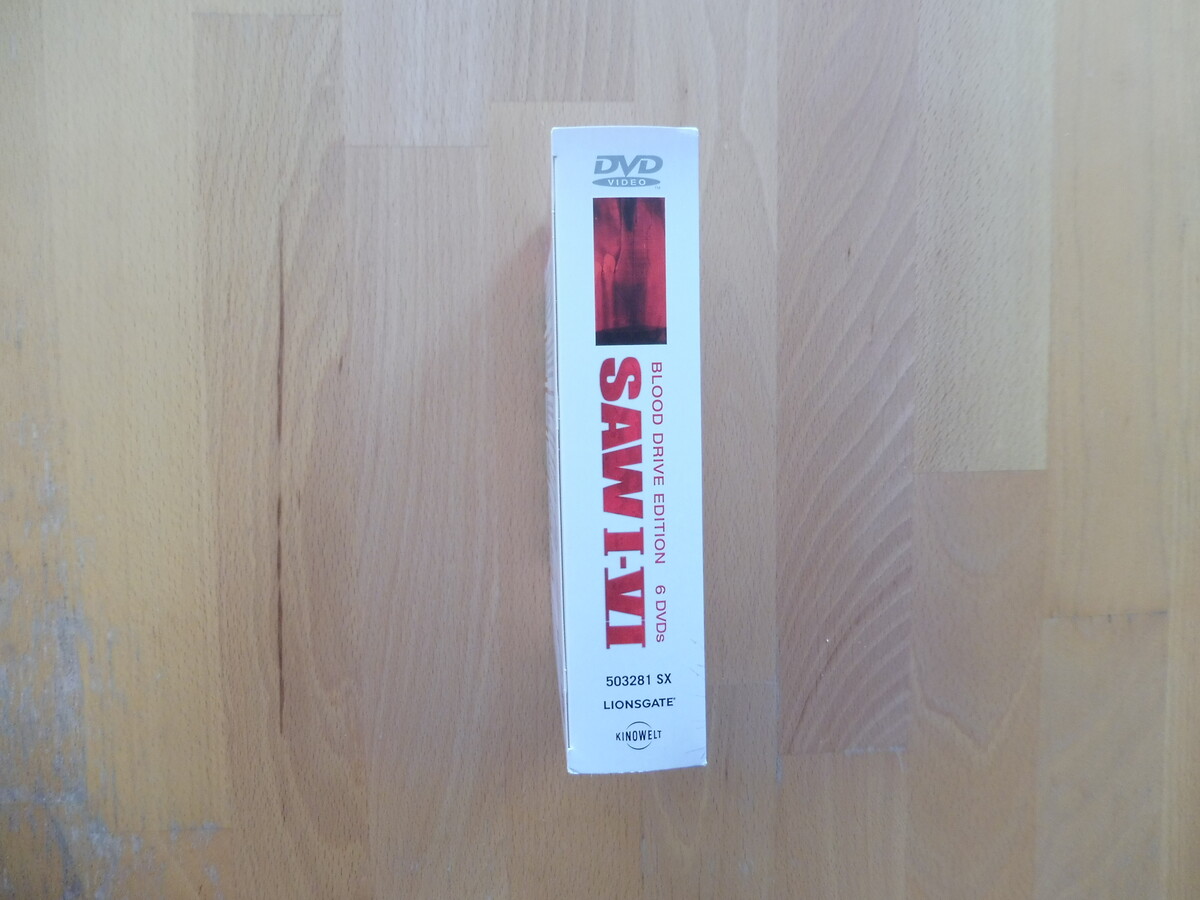 DVD
VIDEO
BLOOD DRIVE EDITION 6 DVDs
SAW I-VI
503281 SX
LIONSGATE
KINOWELT